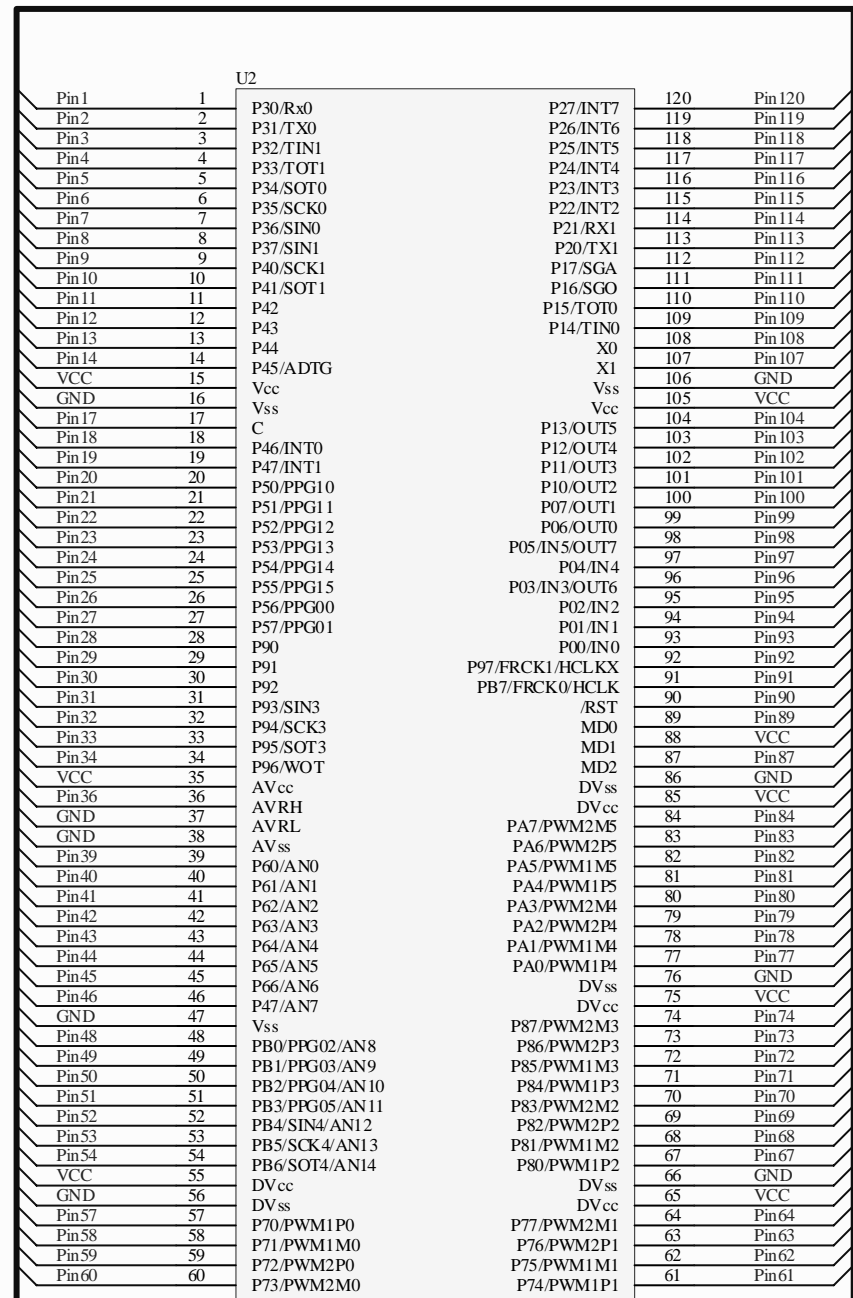 U2
Pin1 1 P30/Rx0 P27/INT7 120 Pin120
Pin2 2 P31/TX0 P26/INT6 119 Pin119
Pin3 3 P32/TIN1 P25/INT5 118 Pin118
Pin4 4 P33/TOT1 P24/INT4 117 Pin117
Pin5 5 P34/SOT0 P23/INT3 116 Pin116
Pin6 6 P35/SCK0 P22/INT2 115 Pin115
Pin7 7 P36/SIN0 P21/RX1 114 Pin114
Pin8 8 P37/SIN1 P20/TX1 113 Pin113
Pin9 9 P40/SCK1 P17/SGA 112 Pin112
Pin10 10 P41/SOT1 P16/SGO 111 Pin111
Pin11 11 P42 P15/TOT0 110 Pin110
Pin12 12 P43 P14/TIN0 109 Pin109
Pin13 13 P44 X0 108 Pin108
Pin14 14 P45/ADTG X1 107 Pin107
VCC 15 Vcc Vss 106 GND
GND 16 Vss Vcc 105 VCC
Pin17 17 C P13/OUT5 104 Pin104
Pin18 18 P46/INT0 P12/OUT4 103 Pin103
Pin19 19 P47/INT1 P11/OUT3 102 Pin102
Pin20 20 P50/PPG10 P10/OUT2 101 Pin101
Pin21 21 P51/PPG11 P07/OUT1 100 Pin100
Pin22 22 P52/PPG12 P06/OUT0 99 Pin99
Pin23 23 P53/PPG13 P05/IN5/OUT7 98 Pin98
Pin24 24 P54/PPG14 P04/IN4 97 Pin97
Pin25 25 P55/PPG15 P03/IN3/OUT6 96 Pin96
Pin26 26 P56/PPG00 P02/IN2 95 Pin95
Pin27 27 P57/PPG01 P01/IN1 94 Pin94
Pin28 28 P90 P00/IN0 93 Pin93
Pin29 29 P91 P97/FRCK1/HCLKX 92 Pin92
Pin30 30 P92 PB7/FRCK0/HCLK 91 Pin91
Pin31 31 P93/SIN3 /RST 90 Pin90
Pin32 32 P94/SCK3 MD0 89 Pin89
Pin33 33 P95/SOT3 MD1 88 VCC
Pin34 34 P96/WOT MD2 87 Pin87
VCC 35 AVcc DVss 86 GND
Pin36 36 AVRH DVcc 85 VCC
GND 37 AVRL PA7/PWM2M5 84 Pin84
GND 38 AVss PA6/PWM2P5 83 Pin83
Pin39 39 P60/AN0 PA5/PWM1M5 82 Pin82
Pin40 40 P61/AN1 PA4/PWM1P5 81 Pin81
Pin41 41 P62/AN2 PA3/PWM2M4 80 Pin80
Pin42 42 P63/AN3 PA2/PWM2P4 79 Pin79
Pin43 43 P64/AN4 PA1/PWM1M4 78 Pin78
Pin44 44 P65/AN5 PA0/PWM1P4 77 Pin77
Pin45 45 P66/AN6 DVss 76 GND
Pin46 46 P47/AN7 DVcc 75 VCC
GND 47 Vss P87/PWM2M3 74 Pin74
Pin48 48 PB0/PPG02/AN8 P86/PWM2P3 73 Pin73
Pin49 49 PB1/PPG03/AN9 P85/PWM1M3 72 Pin72
Pin50 50 PB2/PPG04/AN10 P84/PWM1P3 71 Pin71
Pin51 51 PB3/PPG05/AN11 P83/PWM2M2 70 Pin70
Pin52 52 PB4/SIN4/AN12 P82/PWM2P2 69 Pin69
Pin53 53 PB5/SCK4/AN13 P81/PWM1M2 68 Pin68
Pin54 54 PB6/SOT4/AN14 P80/PWM1P2 67 Pin67
VCC 55 DVcc DVss 66 GND
GND 56 DVss DVcc 65 VCC
Pin57 57 P70/PWM1P0 P77/PWM2M1 64 Pin64
Pin58 58 P71/PWM1M0 P76/PWM2P1 63 Pin63
Pin59 59 P72/PWM2P0 P75/PWM1M1 62 Pin62
Pin60 60 P73/PWM2M0 P74/PWM1P1 61 Pin61